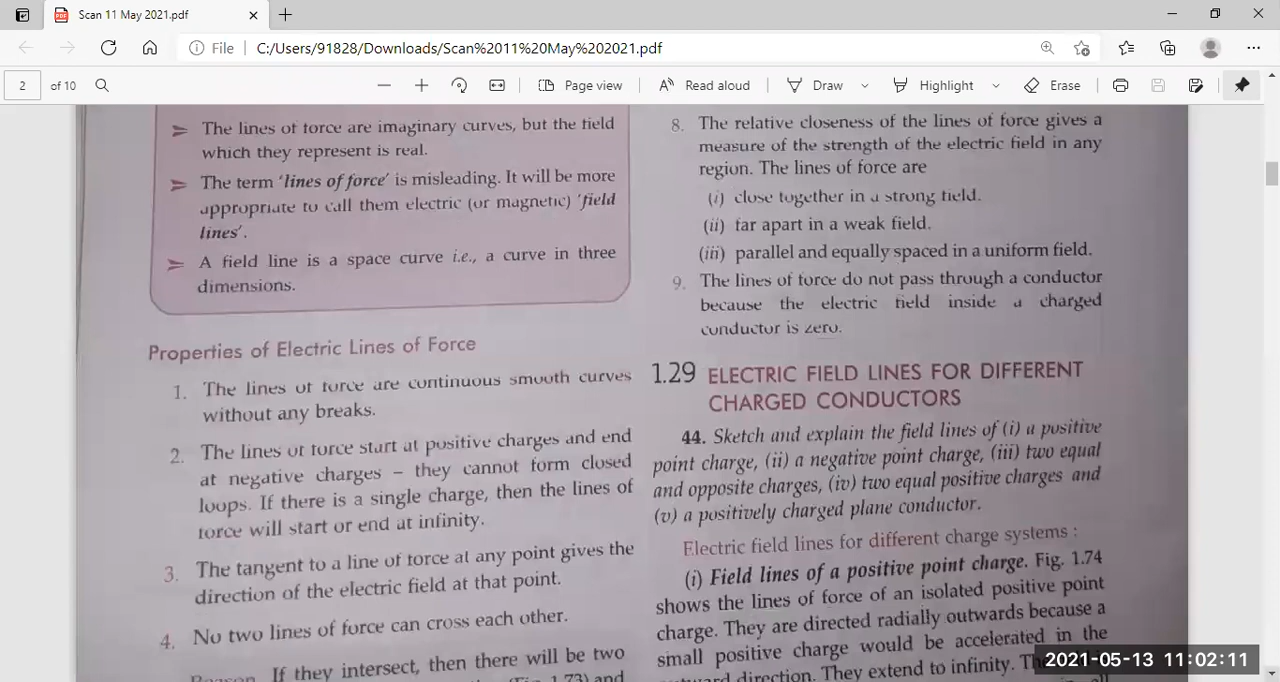 Scan 11 May 2021.pdf
File | C:/Users/91828/Downloads/Scan%2011%20May%202021.pdf
2 of 10
Page view
Read aloud
Draw
Highlight
Erase
➢ The lines of force are imaginary curves, but the field
which they represent is real.
➢ The term 'lines of force' is misleading. It will be more
appropriate to call them electric (or magnetic) 'field
lines'.
➢ A field line is a space curve i.e., a curve in three
dimensions.
Properties of Electric Lines of Force
1. The lines of force are continuous smooth curves
without any breaks.
2. The lines of force start at positive charges and end
at negative charges – they cannot form closed
loops. If there is a single charge, then the lines of
force will start or end at infinity.
3. The tangent to a line of force at any point gives the
direction of the electric field at that point.
4. No two lines of force can cross each other.
Reason. If they intersect, then there will be two
(Fig. 1.73) and
8. The relative closeness of the lines of force gives a
measure of the strength of the electric field in any
region. The lines of force are
(i) close together in a strong field.
(ii) far apart in a weak field.
(iii) parallel and equally spaced in a uniform field.
9. The lines of force do not pass through a conductor
because the electric field inside a charged
conductor is zero.
1.29 ELECTRIC FIELD LINES FOR DIFFERENT
CHARGED CONDUCTORS
44. Sketch and explain the field lines of (i) a positive
point charge, (ii) a negative point charge, (iii) two equal
and opposite charges, (iv) two equal positive charges and
(v) a positively charged plane conductor.
Electric field lines for different charge systems :
(i) Field lines of a positive point charge. Fig. 1.74
shows the lines of force of an isolated positive point
charge. They are directed radially outwards because a
small positive charge would be accelerated in the
direction. They extend to infinity.
2021-05-13 11:02:11